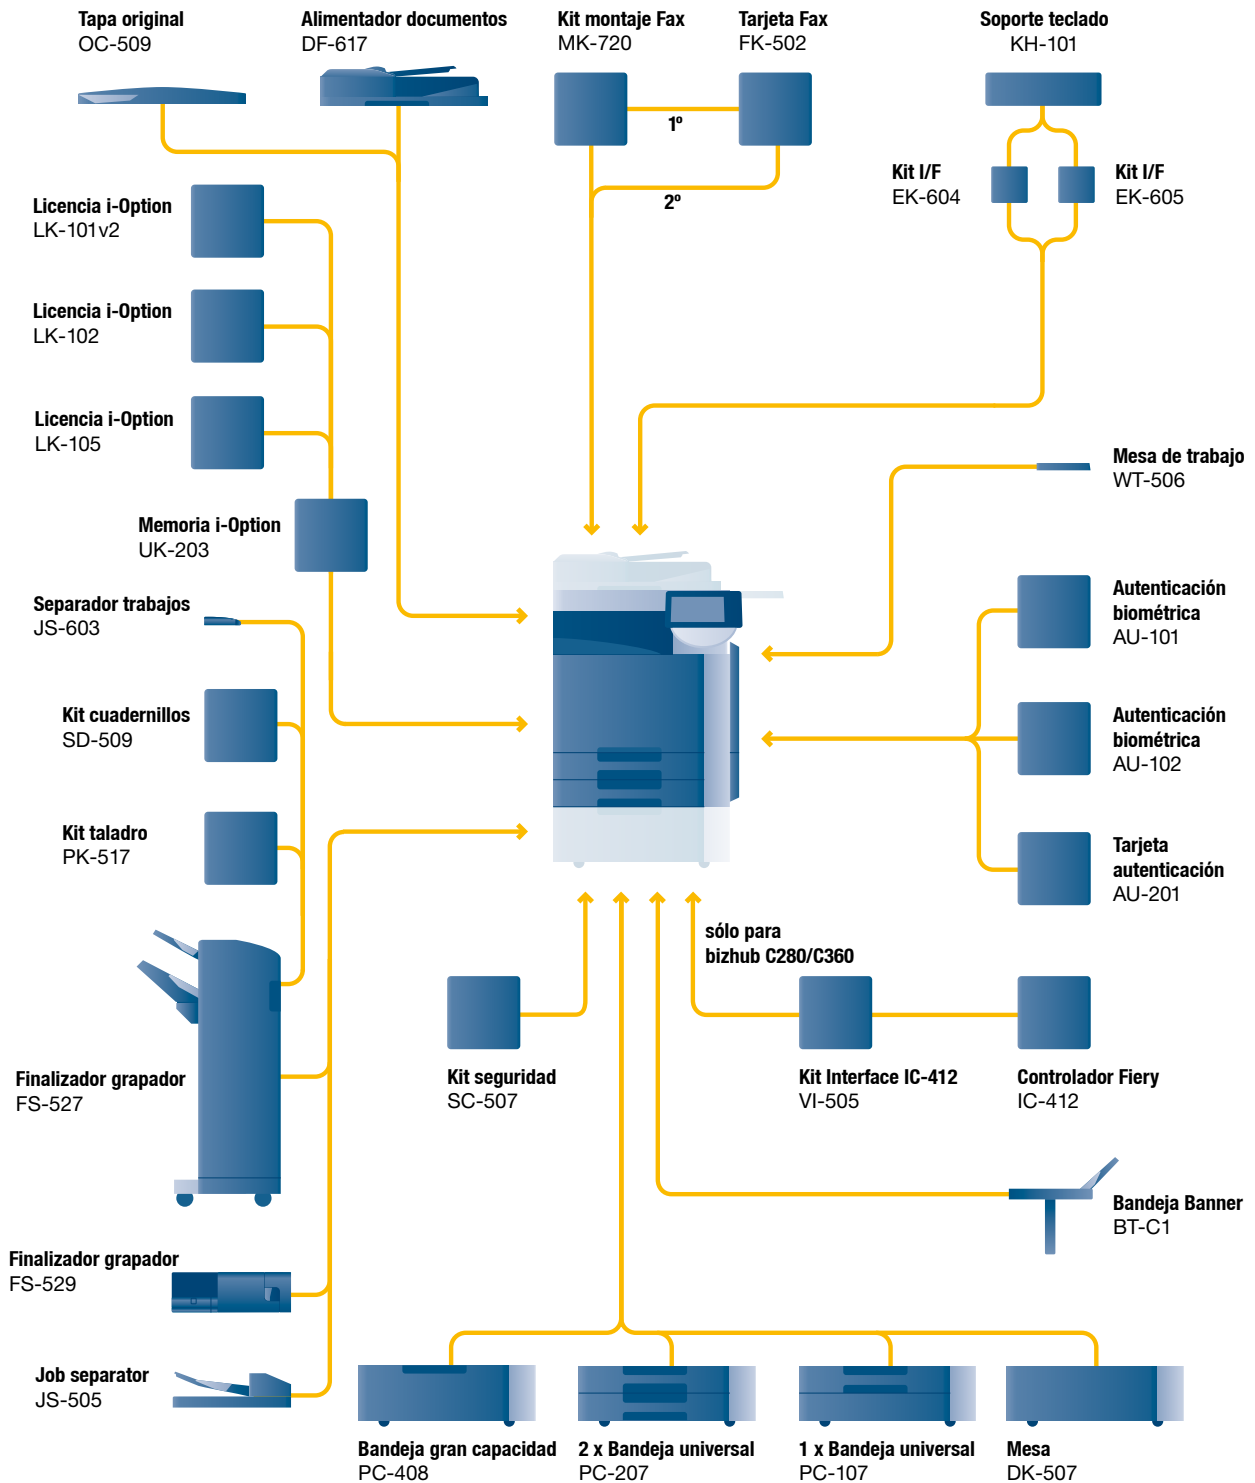 Tapa original
OC-509
Alimentador documentos
DF-617
Kit montaje Fax
MK-720
Tarjeta Fax
FK-502
Soporte teclado
KH-101
1º
2º
Kit I/F
EK-604
Kit I/F
EK-605
Licencia i-Option
LK-101v2
Licencia i-Option
LK-102
Licencia i-Option
LK-105
Mesa de trabajo
WT-506
Memoria i-Option
UK-203
Separador trabajos
JS-603
Autenticación
biométrica
AU-101
Kit cuadernillos
SD-509
Autenticación
biométrica
AU-102
Kit taladro
PK-517
Tarjeta
autenticación
AU-201
sólo para
bizhub C280/C360
Finalizador grapador
FS-527
Kit seguridad
SC-507
Kit Interface IC-412
VI-505
Controlador Fiery
IC-412
Bandeja Banner
BT-C1
Finalizador grapador
FS-529
Job separator
JS-505
Bandeja gran capacidad
PC-408
2 x Bandeja universal
PC-207
1 x Bandeja universal
PC-107
Mesa
DK-507